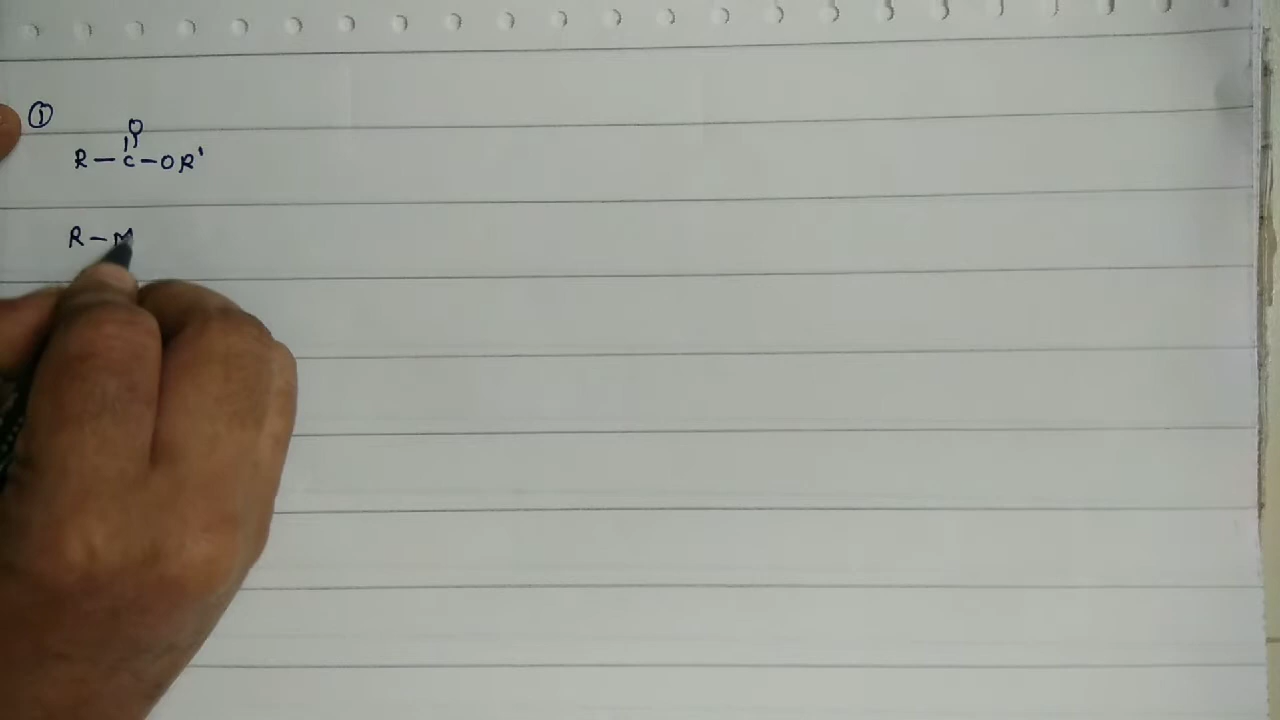 ①
O
R — C — OR'
R — M